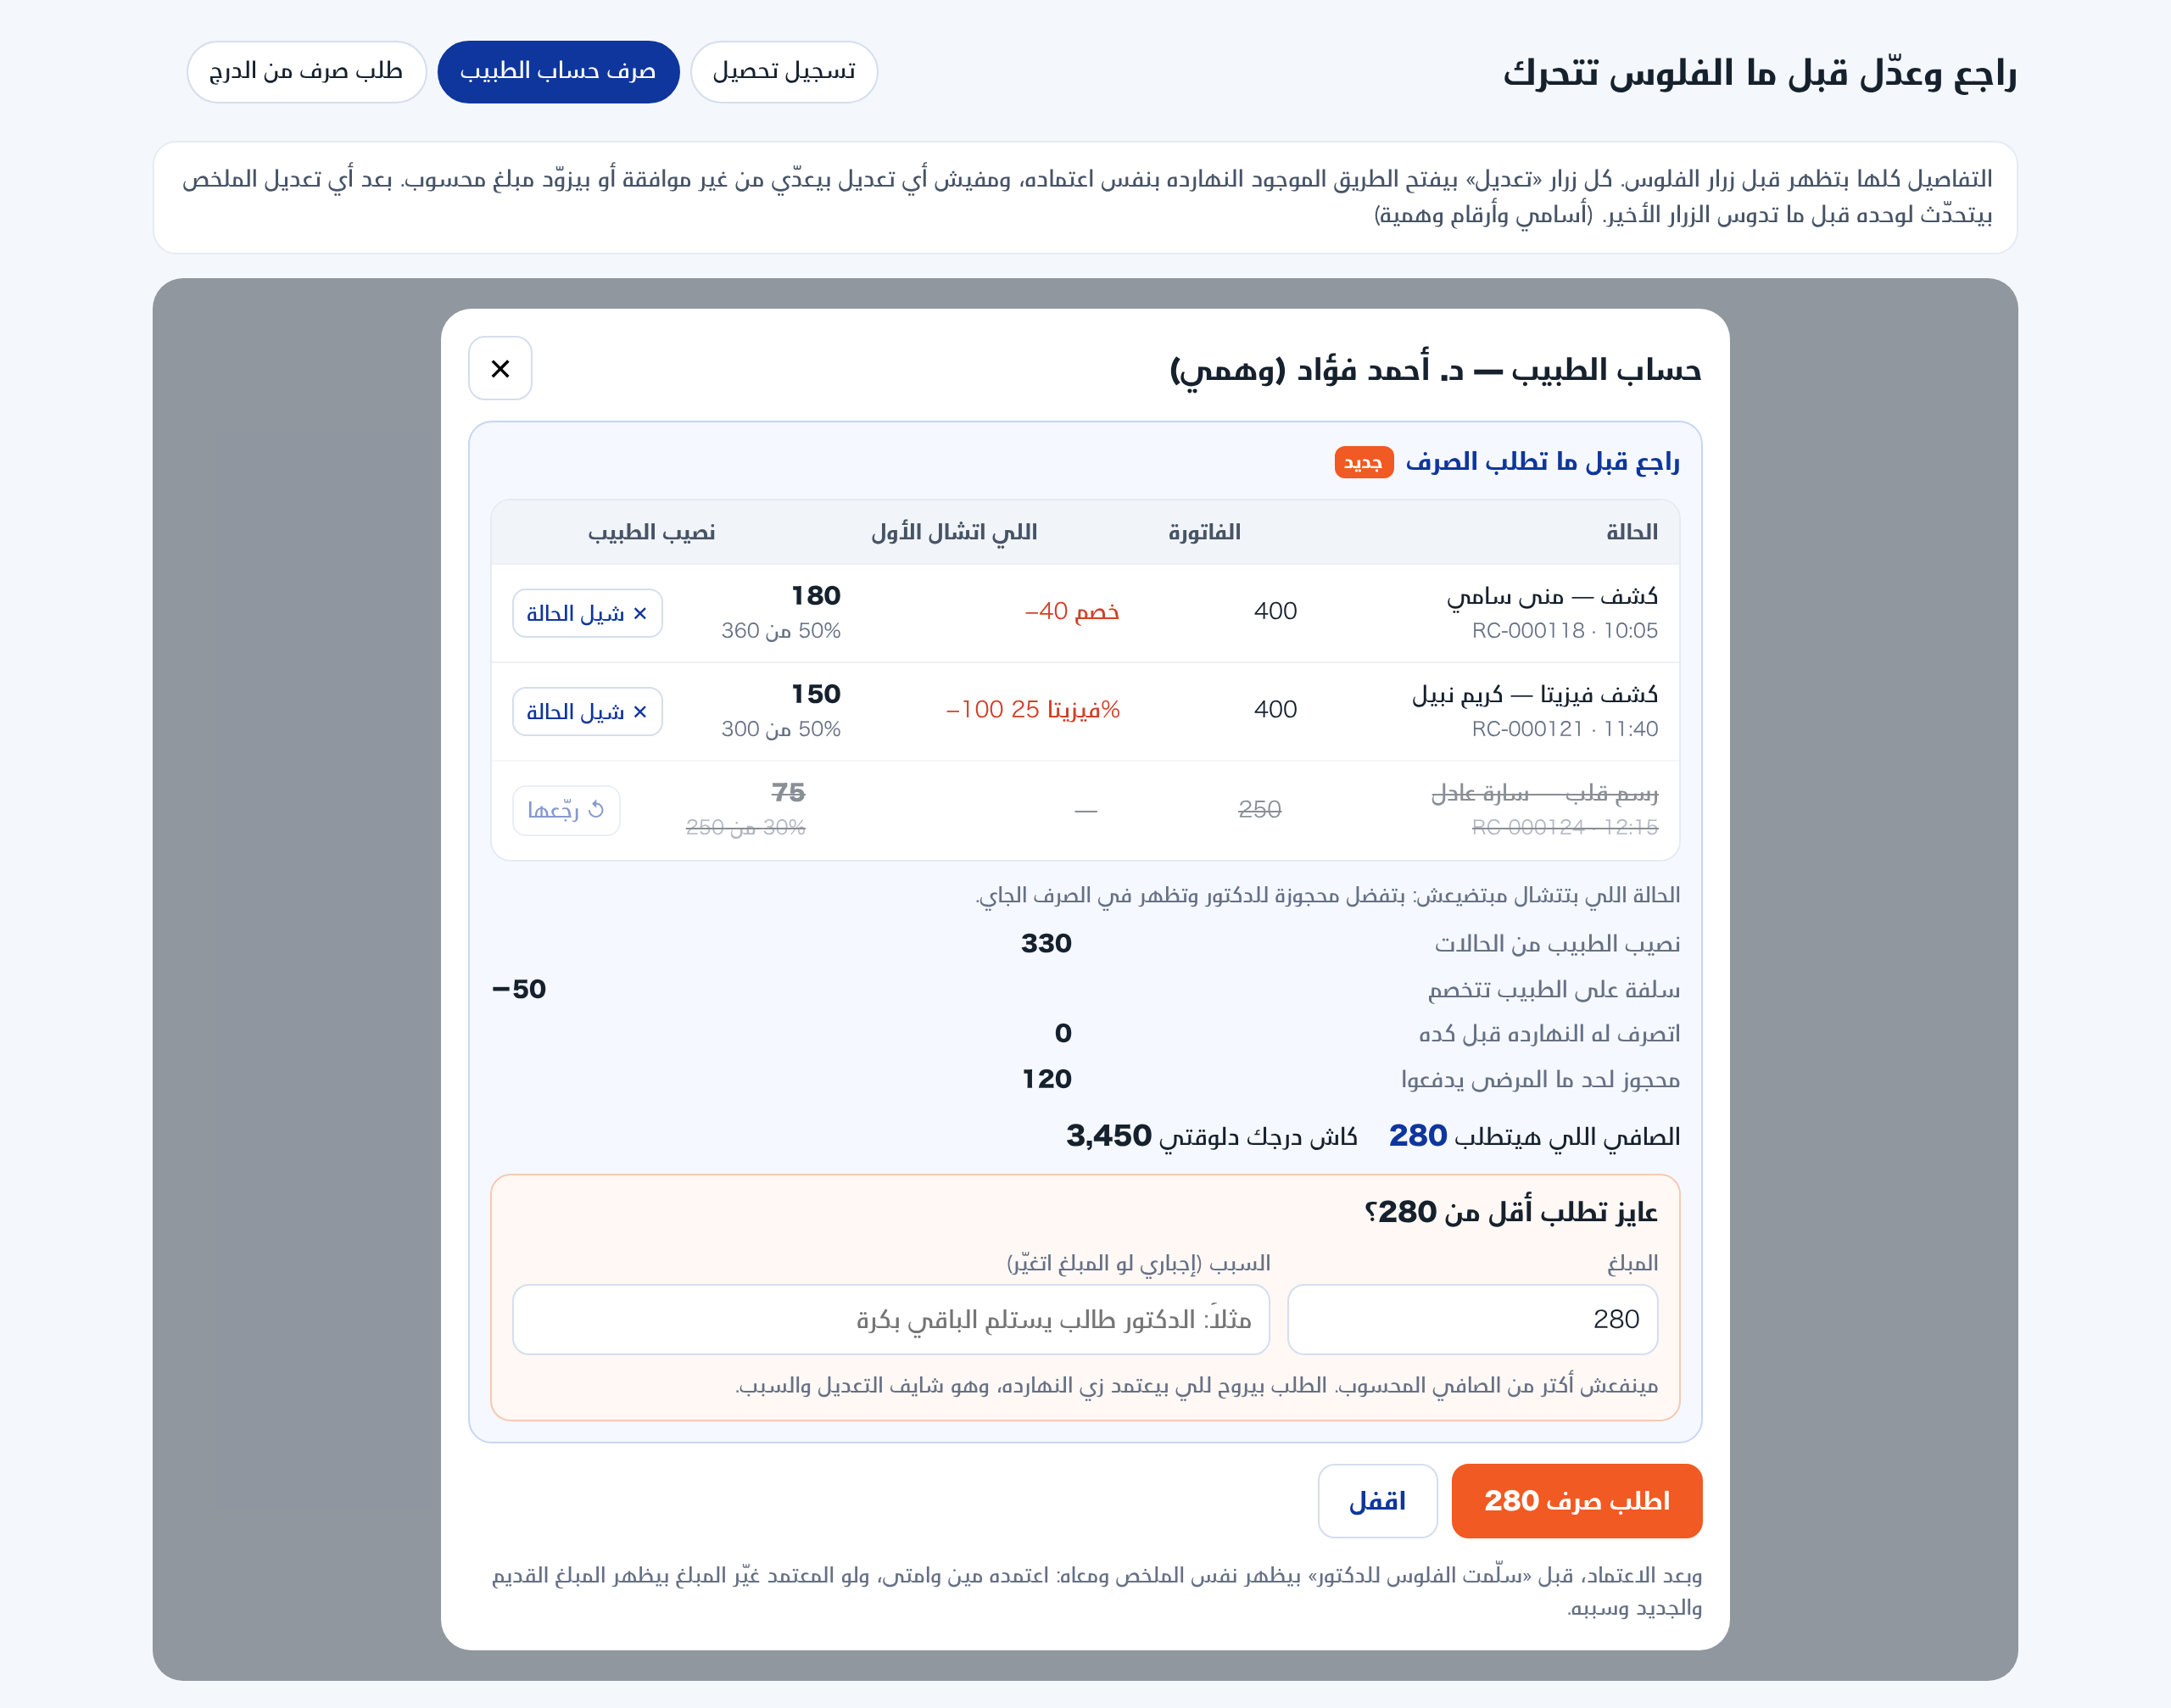 راجع وعدّل قبل ما الفلوس تتحرك
تسجيل تحصيل
صرف حساب الطبيب
طلب صرف من الدرج
التفاصيل كلها بتظهر قبل زرار الفلوس. كل زرار «تعديل» بيفتح الطريق الموجود النهارده بنفس اعتماده، ومفيش أي تعديل بيعدّي من غير موافقة أو بيزوّد مبلغ محسوب. بعد أي تعديل الملخص
بيتحدّث لوحده قبل ما تدوس الزرار الأخير. (أسامي وأرقام وهمية)
حساب الطبيب — د. أحمد فؤاد (وهمي)
×
راجع قبل ما تطلب الصرف جديد
الحالة الفاتورة اللي اتشال الأول نصيب الطبيب
كشف — منى سامي 400 خصم 40− 180 × شيل الحالة
RC-000118 · 10:05 50% من 360
كشف فيزيتا — كريم نبيل 400 %فيزيتا 25 100− 150 × شيل الحالة
RC-000121 · 11:40 50% من 300
رسم قلب — سارة عادل 250 — 75 ↺ رجّعها
RC-000124 · 12:15 30% من 250
الحالة اللي بتتشال مبتضيعش: بتفضل محجوزة للدكتور وتظهر في الصرف الجاي.
نصيب الطبيب من الحالات 330
سلفة على الطبيب تتخصم −50
اتصرف له النهارده قبل كده 0
محجوز لحد ما المرضى يدفعوا 120
الصافي اللي هيتطلب 280 كاش درجك دلوقتي 3,450
عايز تطلب أقل من 280؟
المبلغ السبب (إجباري لو المبلغ اتغيّر)
280 مثلاً: الدكتور طالب يستلم الباقي بكرة
مينفعش أكتر من الصافي المحسوب. الطلب بيروح للي بيعتمد زي النهارده، وهو شايف التعديل والسبب.
اطلب صرف 280 اقفل
وبعد الاعتماد، قبل «سلّمت الفلوس للدكتور» بيظهر نفس الملخص ومعاه: اعتمده مين وامتى، ولو المعتمد غيّر المبلغ بيظهر المبلغ القديم
والجديد وسببه.